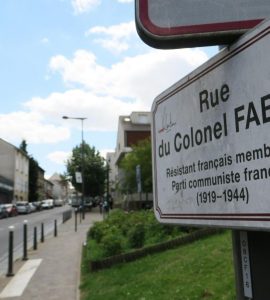 Rue
du Colonel FAB
Résistant français memb
Parti communiste franç
(1919–1944)